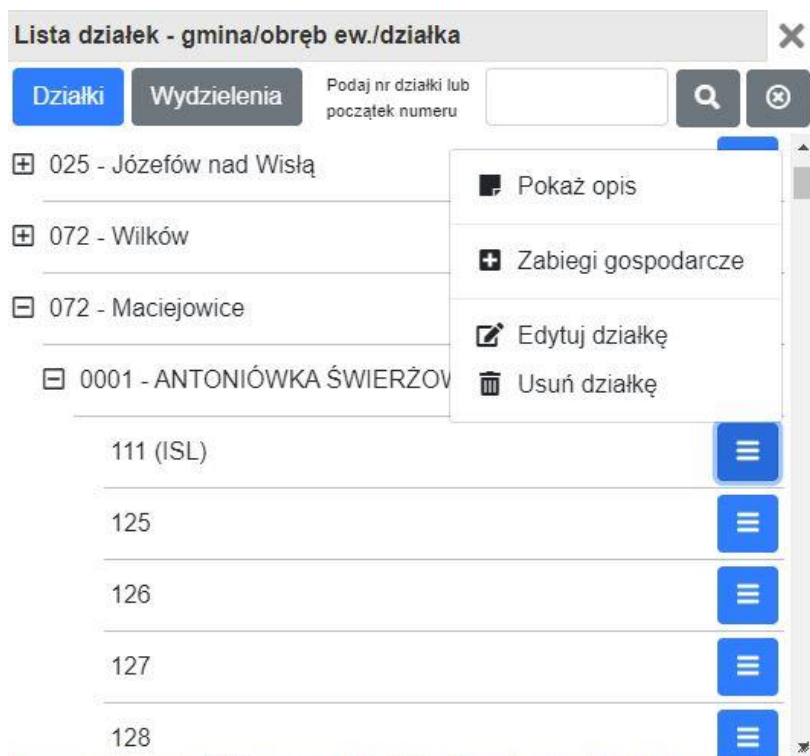 Lista działek - gmina/obręb ew./działka
Działki
Wydzielenia
Podaj nr działki lub
początek numeru
025 - Józefów nad Wisłą
072 - Wilków
072 - Maciejowice
0001 - ANTONIÓWKA
111 (ISL)
125
126
127
128
Pokaż opis
Zabiegi gospodarcze
Edytuj działkę
Usuń działkę